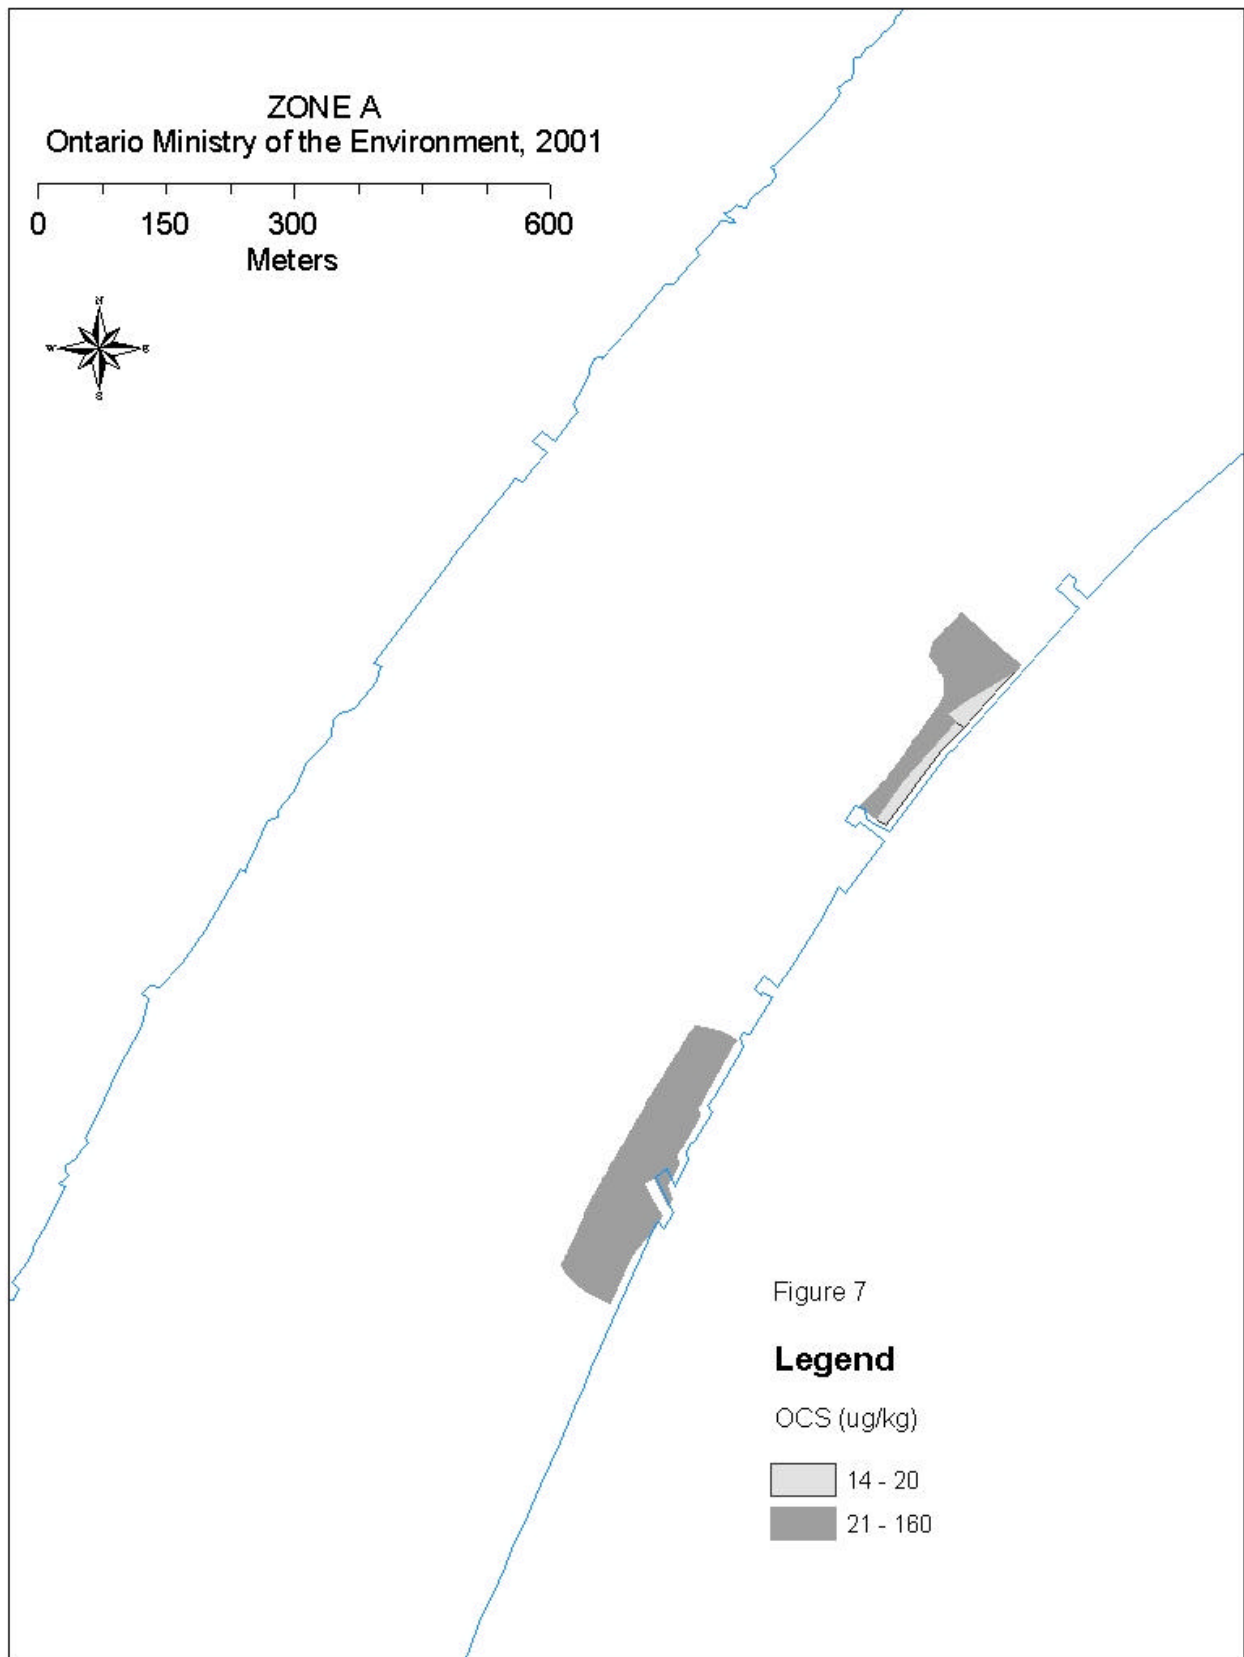 ZONE A
Ontario Ministry of the Environment, 2001
0 150 300 600
Meters
N
W E
S
Figure 7
Legend
OCS (ug/kg)
14 - 20
21 - 160